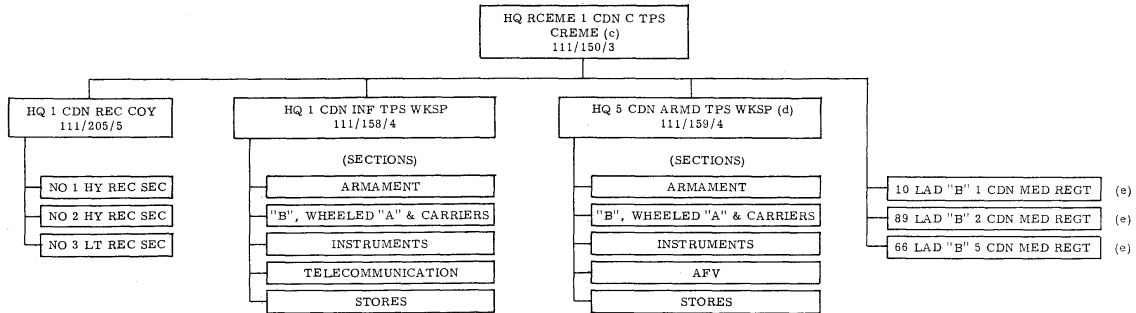 HQ RCEME 1 CDN C TPS
CREME (c)
111/150/3
HQ 1 CDN REC COY
111/205/5
NO 1 HY REC SEC
NO 2 HY REC SEC
NO 3 LT REC SEC
HQ 1 CDN INF TPS WKSP
111/158/4
(SECTIONS)
ARMAMENT
"B", WHEELED "A" & CARRIERS
INSTRUMENTS
TELECOMMUNICATION
STORES
HQ 5 CDN ARMD TPS WKSP (d)
111/159/4
(SECTIONS)
ARMAMENT
"B", WHEELED "A" & CARRIERS
INSTRUMENTS
AFV
STORES
10 LAD "B" 1 CDN MED REGT (e)
89 LAD "B" 2 CDN MED REGT (e)
66 LAD "B" 5 CDN MED REGT (e)